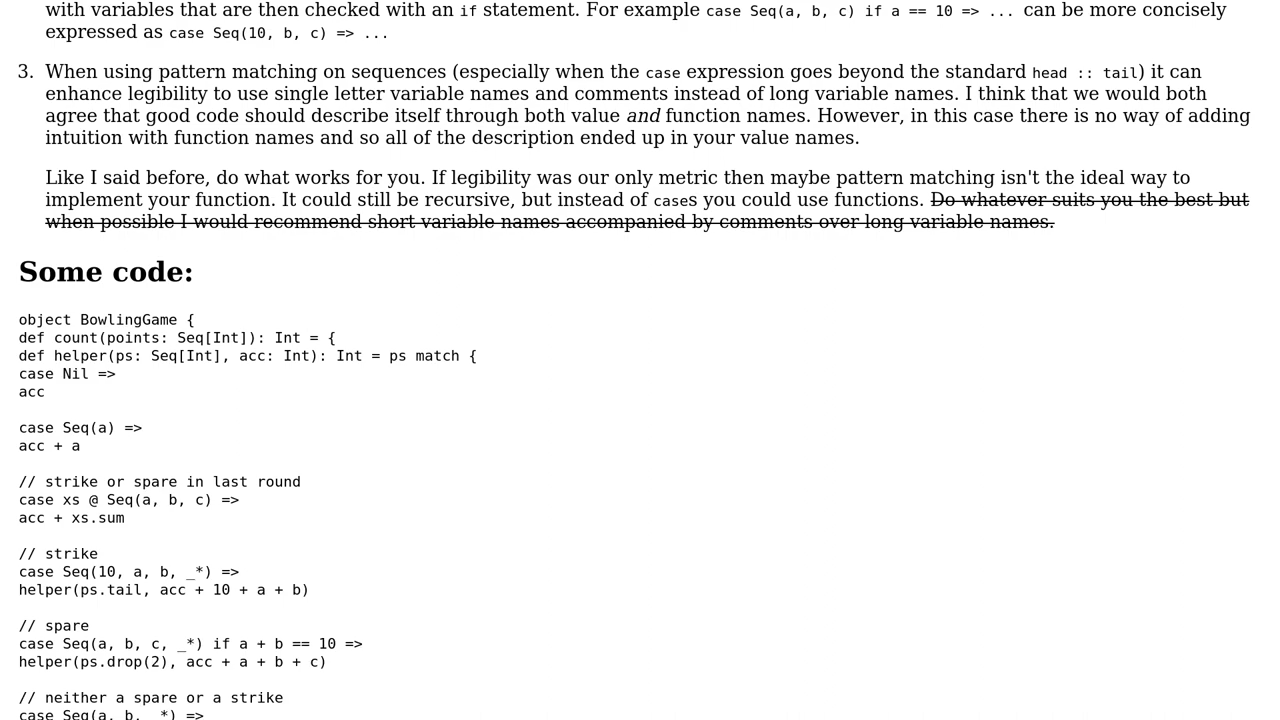 with variables that are then checked with an if statement. For example case Seq(a, b, c) if a == 10 => ... can be more concisely
expressed as case Seq(10, b, c) => ...
3. When using pattern matching on sequences (especially when the case expression goes beyond the standard head :: tail) it can
enhance legibility to use single letter variable names and comments instead of long variable names. I think that we would both
agree that good code should describe itself through both value and function names. However, in this case there is no way of adding
intuition with function names and so all of the description ended up in your value names.
Like I said before, do what works for you. If legibility was our only metric then maybe pattern matching isn't the ideal way to
implement your function. It could still be recursive, but instead of cases you could use functions. Do whatever suits you the best but
when possible I would recommend short variable names accompanied by comments over long variable names.
Some code:
object BowlingGame {
def count(points: Seq[Int]): Int = {
def helper(ps: Seq[Int], acc: Int): Int = ps match {
case Nil =>
acc
case Seq(a) =>
acc + a
// strike or spare in last round
case xs @ Seq(a, b, c) =>
acc + xs.sum
// strike
case Seq(10, a, b, _*) =>
helper(ps.tail, acc + 10 + a + b)
// spare
case Seq(a, b, c, _*) if a + b == 10 =>
helper(ps.drop(2), acc + a + b + c)
// neither a spare or a strike
case Seq(a, b, _*) =>